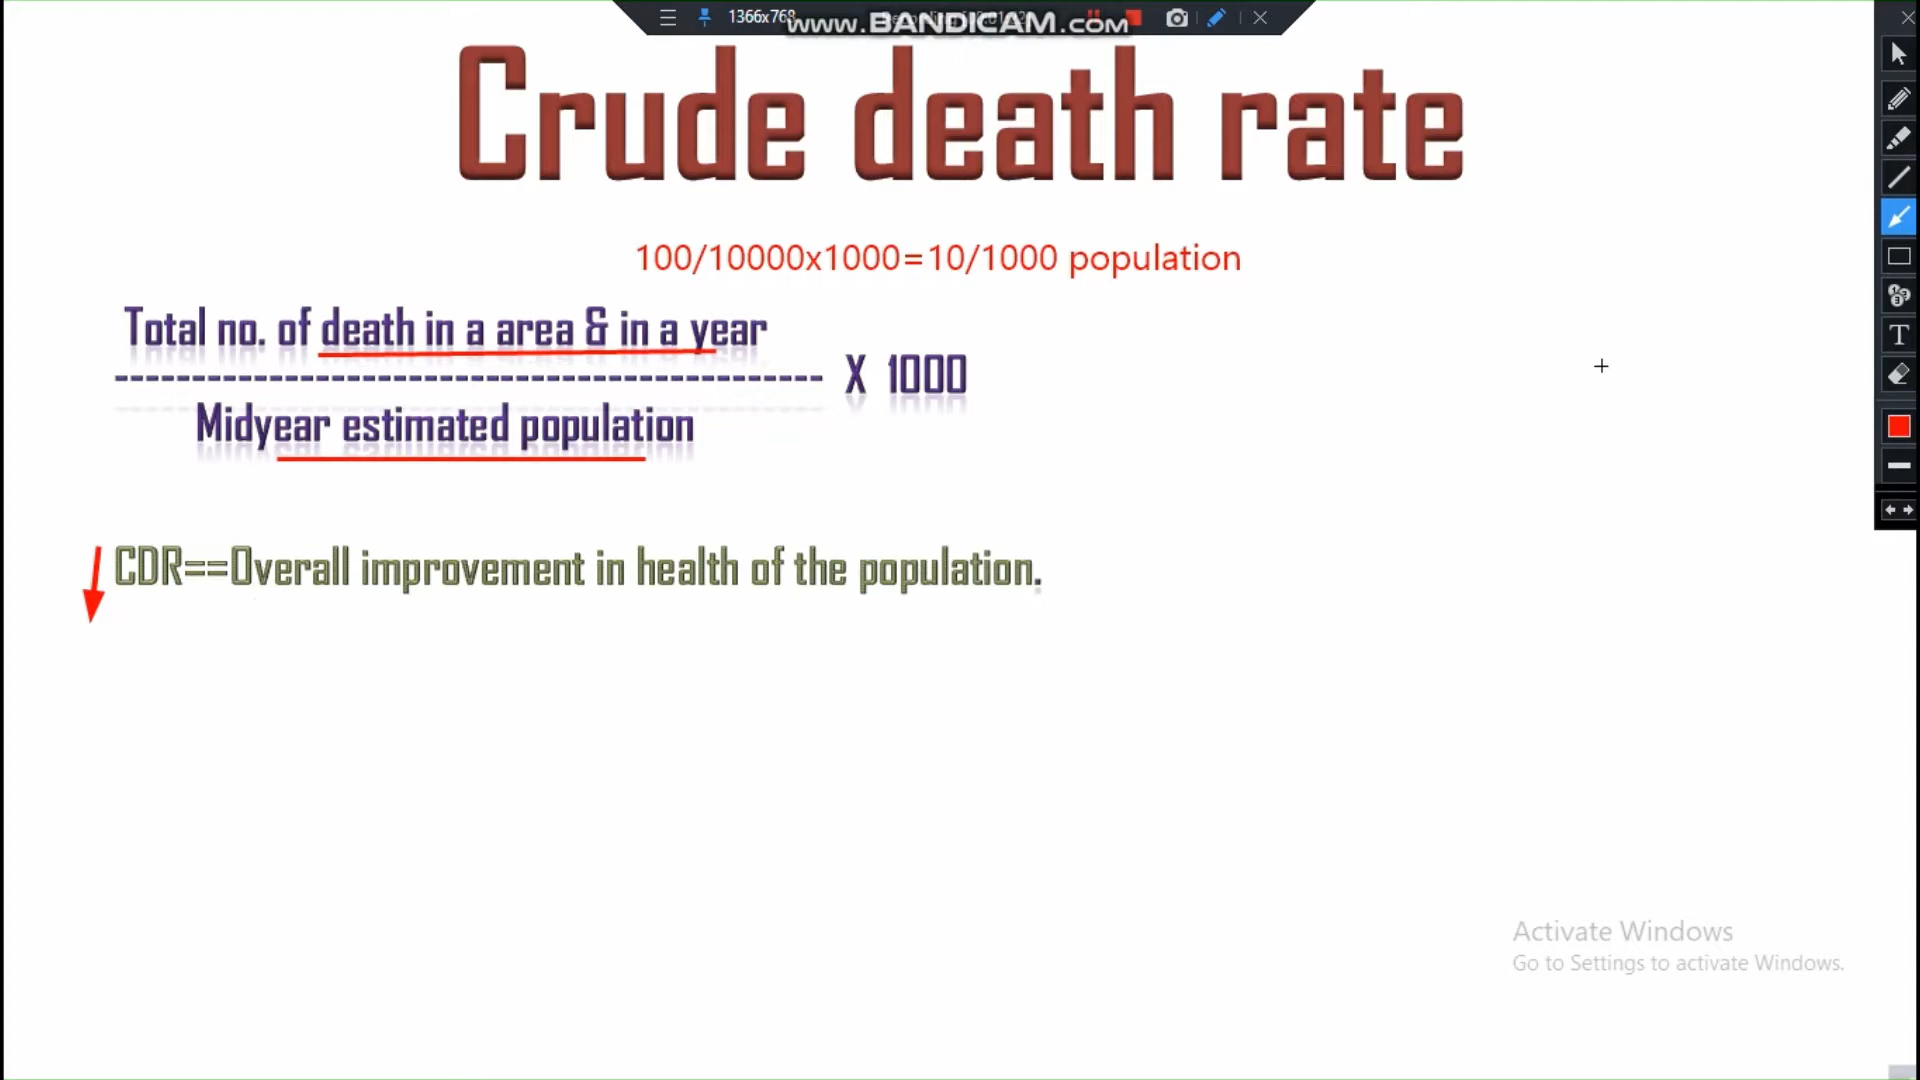 1366x768
www.BANDICAM.com
Crude death rate
100/10000x1000=10/1000 population
Total no. of death in a area & in a year
X 1000
Midyear estimated population
CDR==Overall improvement in health of the population.
Activate Windows
Go to Settings to activate Windows.